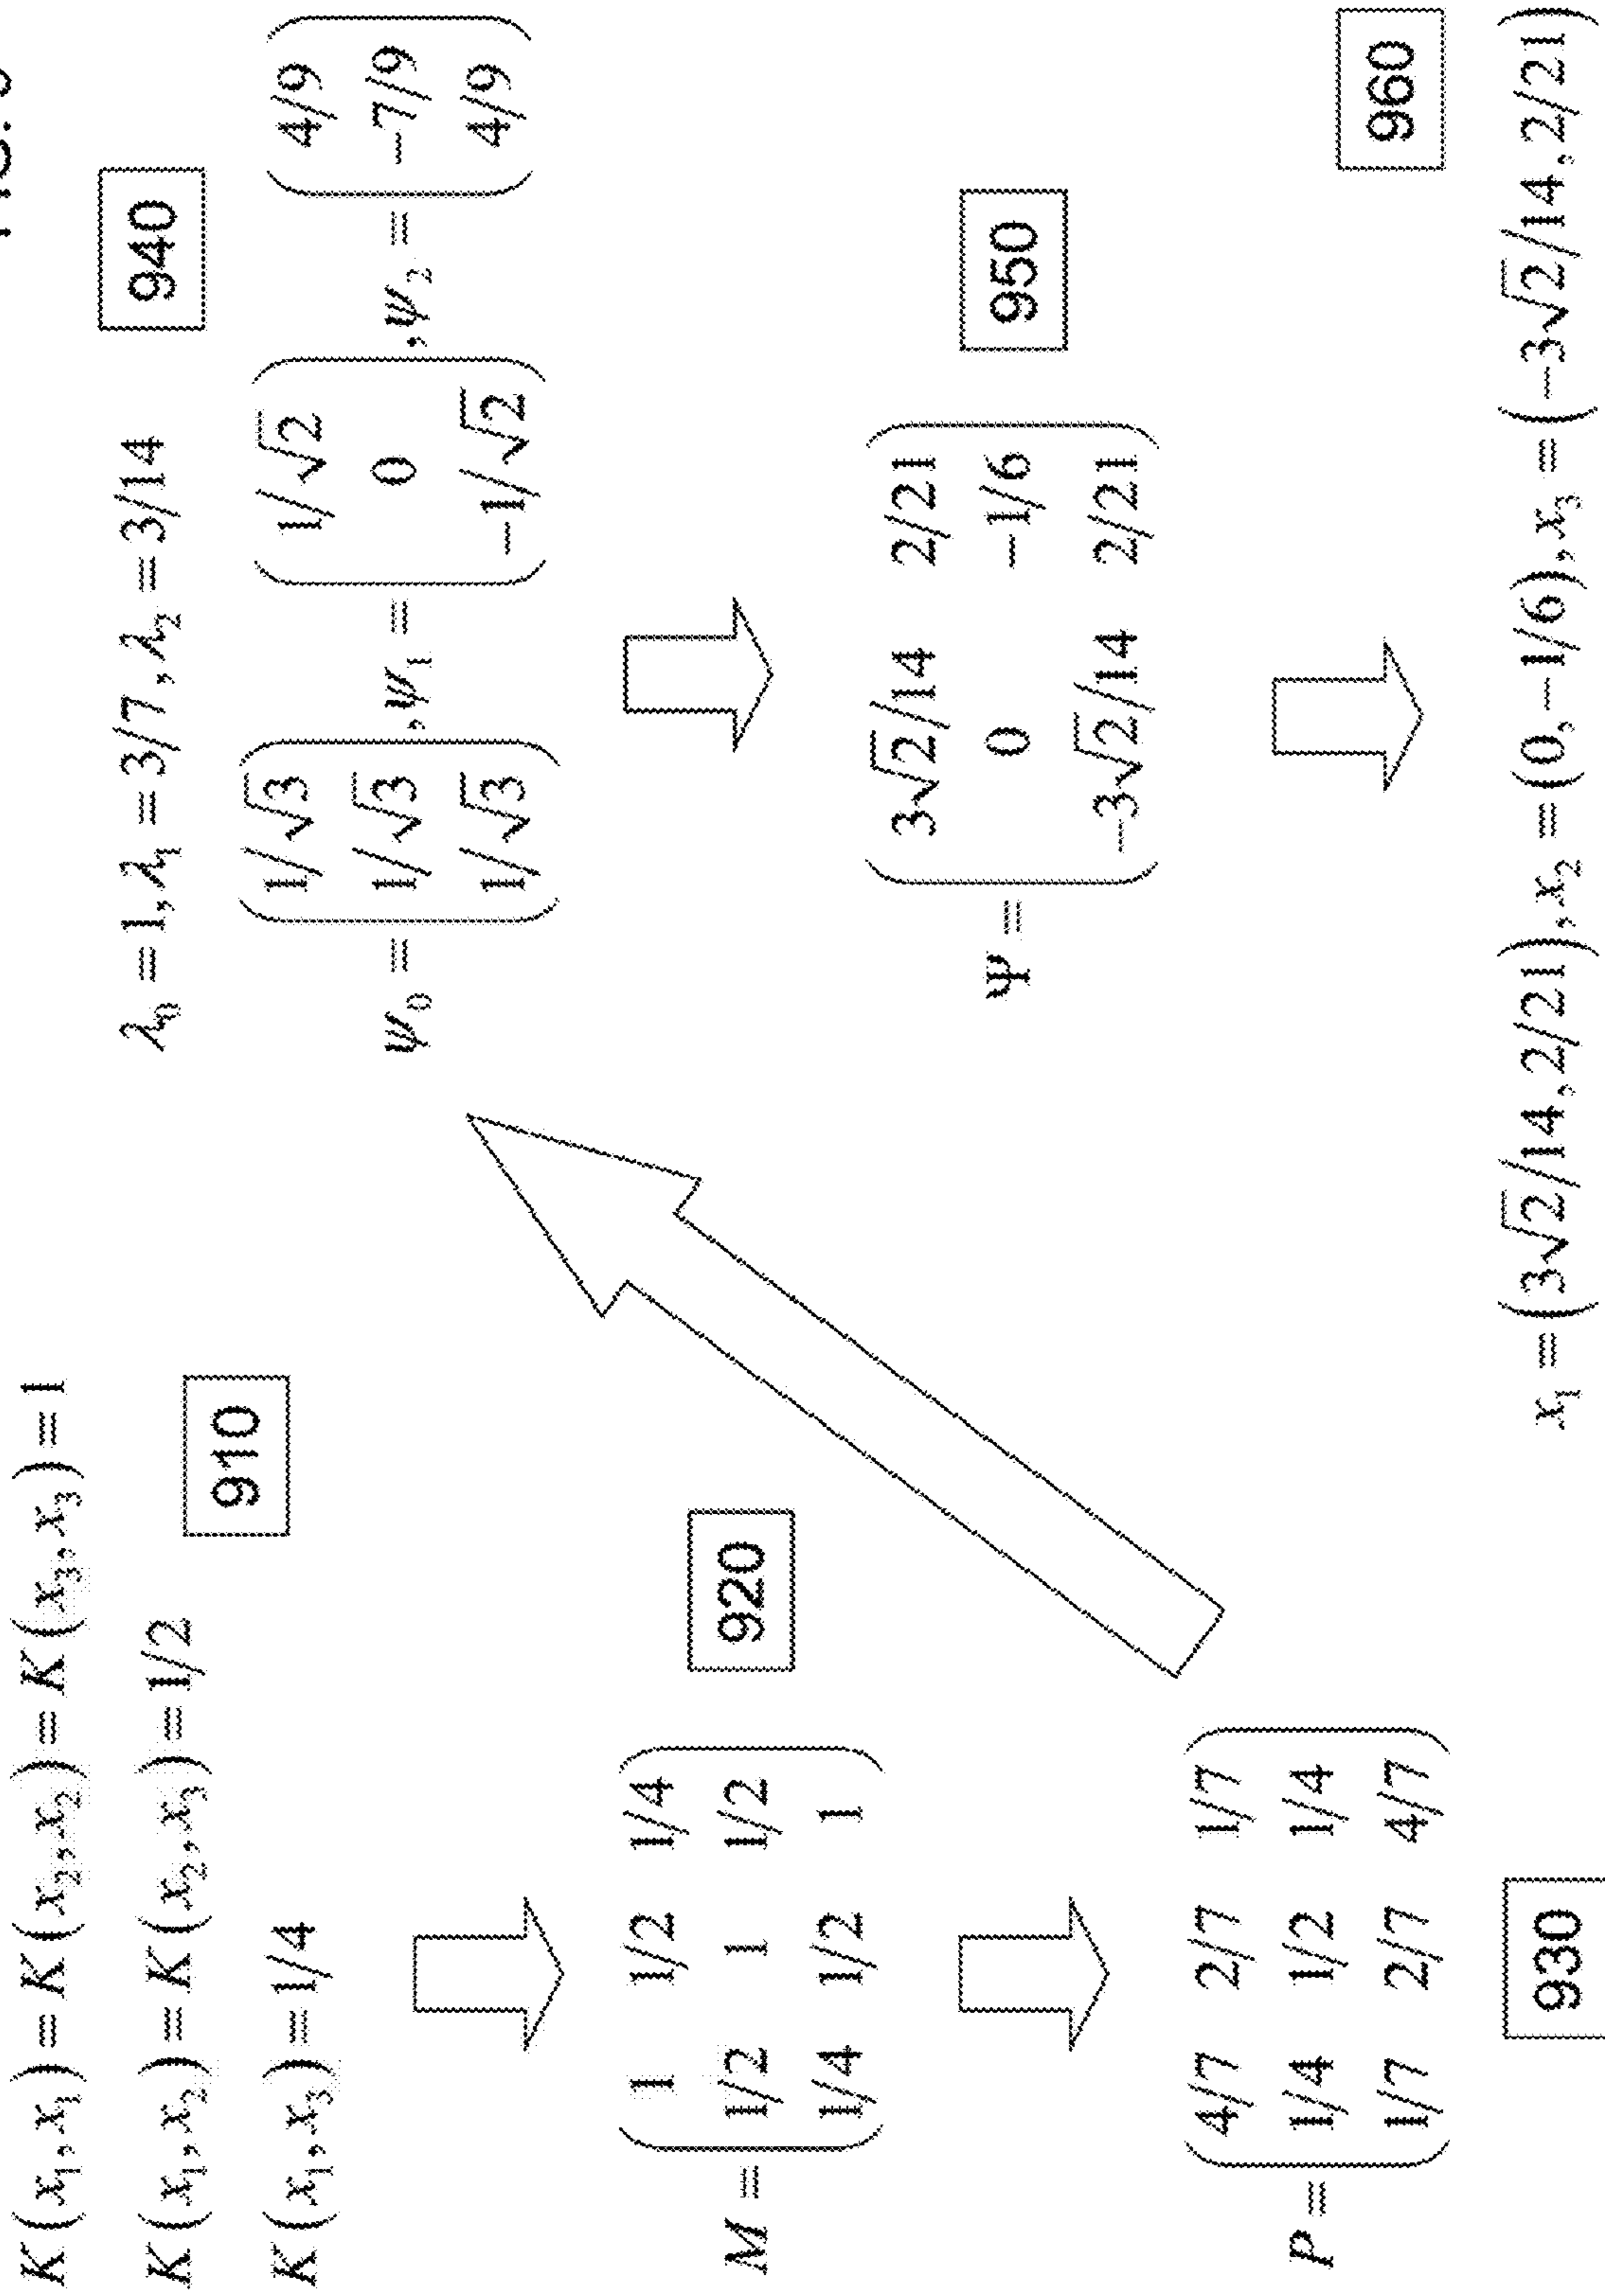 K(x₁,x₁)=K(x₂,x₂)=K(x₃,x₃)=1
K(x₁,x₂)=K(x₂,x₃)=1/2
K(x₁,x₃)=1/4
910
M =
1 1/2 1/4
1/2 1 1/2
1/4 1/2 1
920
P =
4/7 2/7 1/7
1/4 1/2 1/4
1/7 2/7 4/7
930
λ₀=1,λ₁=3/7,λ₂=3/14
940
ψ₀ = ,ψ₁ = ,ψ₂ =
1/√3 1/√2 4/9
1/√3 0 −7/9
1/√3 −1/√2 4/9
Ψ =
3√2/14 2/21
0 −1/6
−3√2/14 2/21
950
960
x₁=(3√2/14,2/21),x₂=(0,−1/6),x₃=(−3√2/14,2/21)